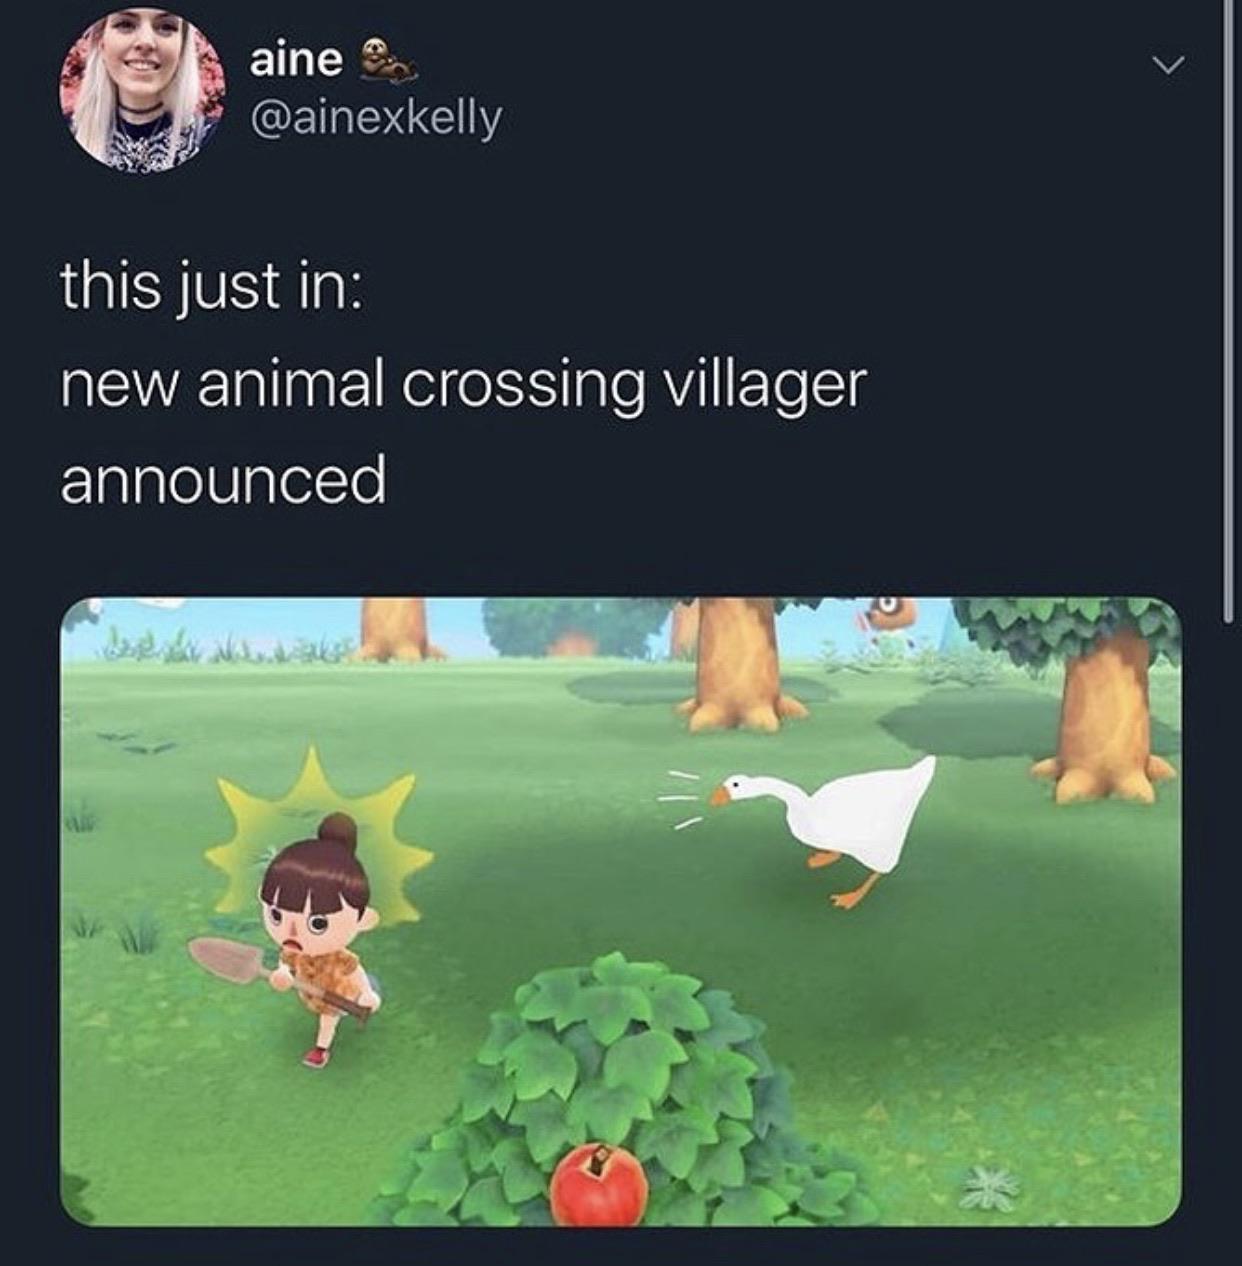 aine 🦥
@ainexkelly
this just in:
new animal crossing villager
announced